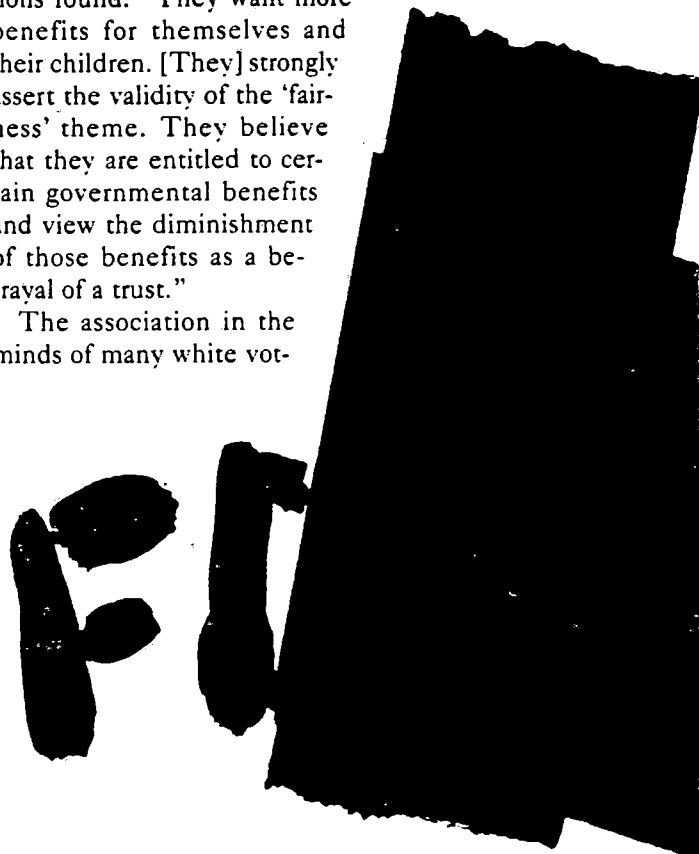 ions found. "They want more
benefits for themselves and
heir children. [They] strongly
ssert the validity of the 'fair-
ness' theme. They believe
hat they are entitled to cer-
ain governmental benefits
and view the diminishment
of those benefits as a be-
rayal of a trust."
The association in the
minds of many white vot-